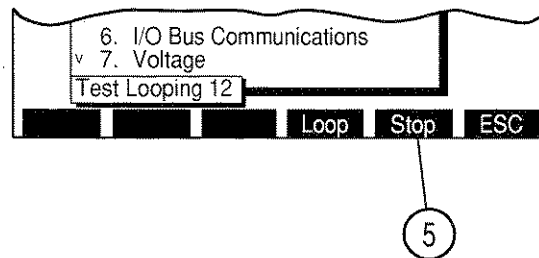 6. I/O Bus Communications
v 7. Voltage
Test Looping 12
Loop Stop ESC
5